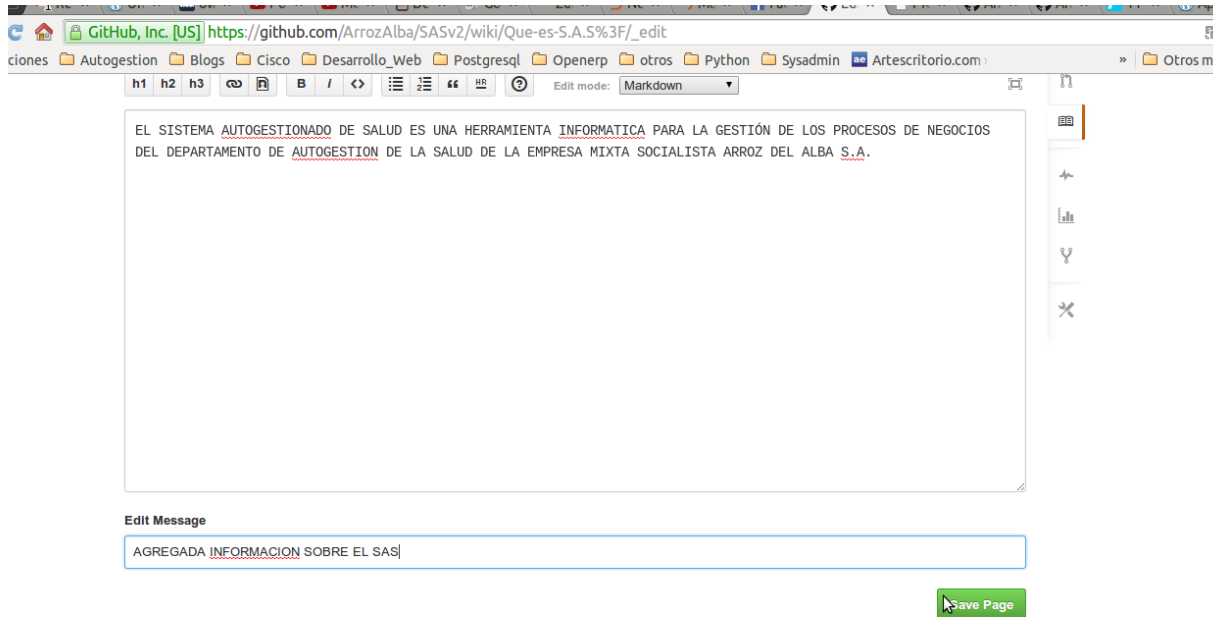 GitHub, Inc. [US] https://github.com/ArrozAlba/SASv2/wiki/Que-es-S.A.S%3F/_edit
ciones Autogestion Blogs Cisco Desarrollo_Web Postgresql Openerp otros Python Sysadmin ae Artescritorio.com » Otros m
h1 h2 h3 B i <> “ HR ? Edit mode: Markdown
EL SISTEMA AUTOGESTIONADO DE SALUD ES UNA HERRAMIENTA INFORMATICA PARA LA GESTIÓN DE LOS PROCESOS DE NEGOCIOS
DEL DEPARTAMENTO DE AUTOGESTION DE LA SALUD DE LA EMPRESA MIXTA SOCIALISTA ARROZ DEL ALBA S.A.
Edit Message
AGREGADA INFORMACION SOBRE EL SAS
Save Page